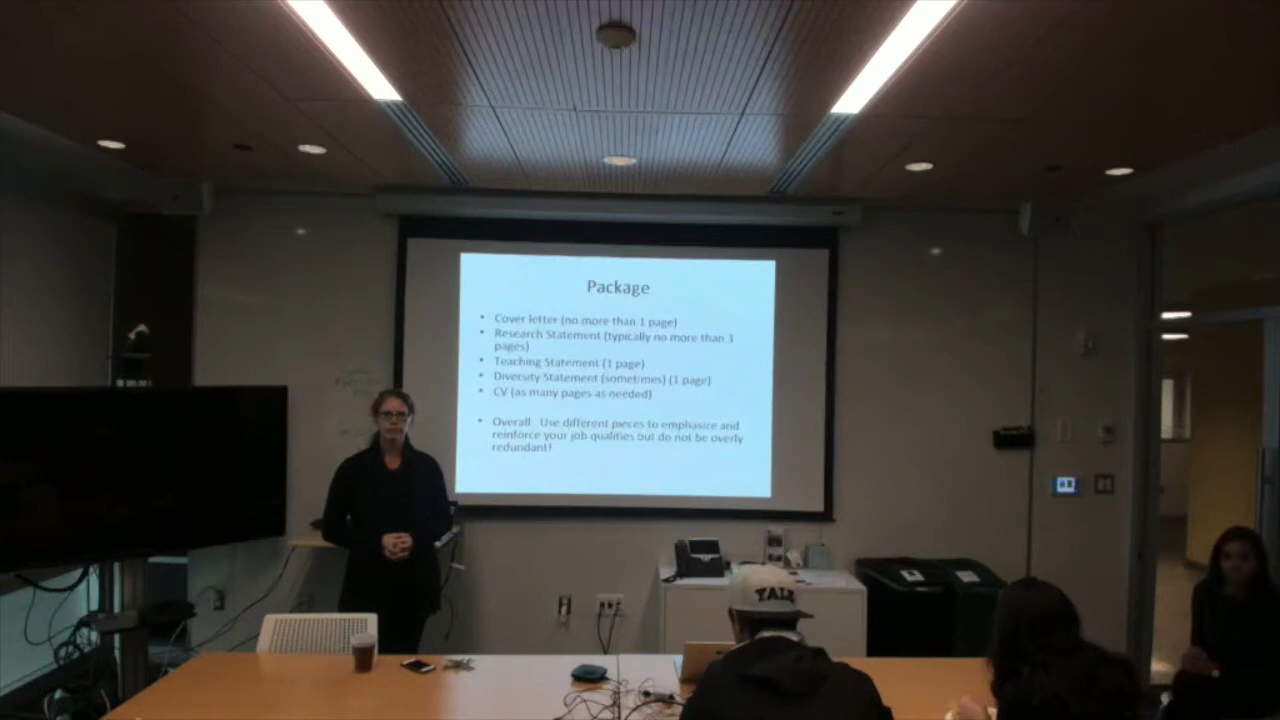 Package
• Cover letter (no more than 1 page)
• Research Statement (typically no more than 3
pages)
• Teaching Statement (1 page)
• Diversity Statement (sometimes) (1 page)
• CV (as many pages as needed)
• Overall: Use different pieces to emphasize and
reinforce your job qualities but do not be overly
redundant!
YALE